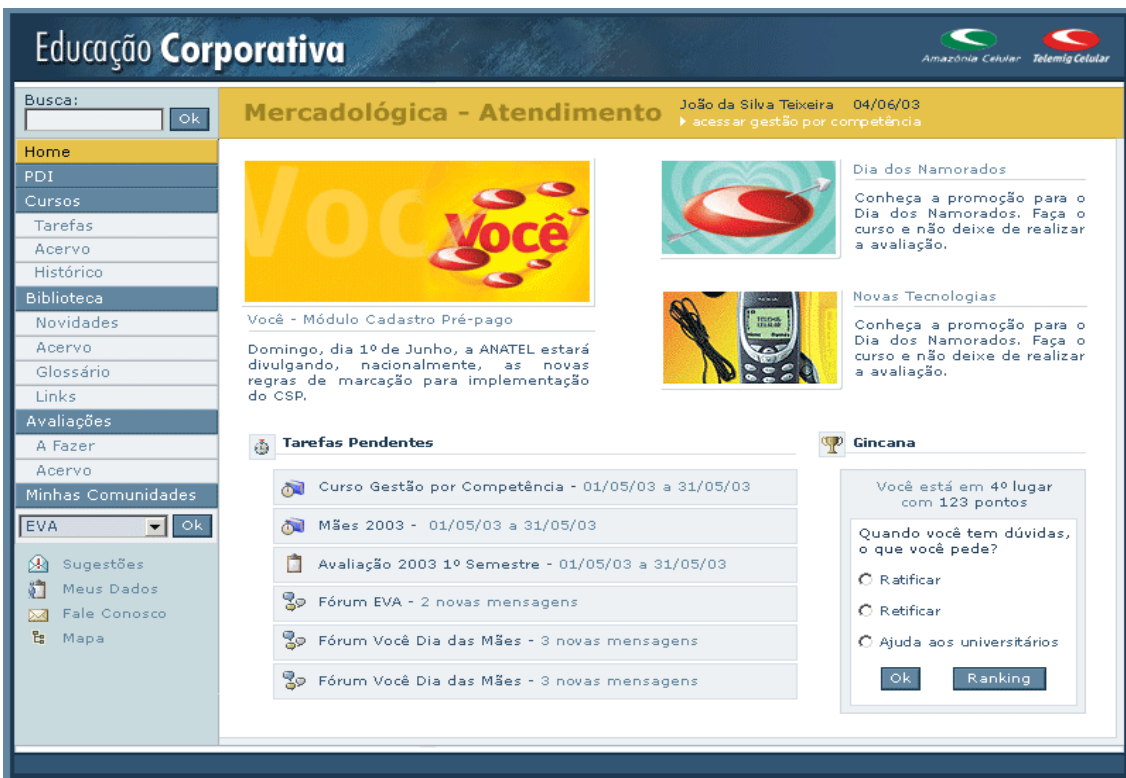 Educação Corporativa
Amazônia Celular Telemig Celular
Busca:
Ok
Mercadológica - Atendimento
João da Silva Teixeira 04/06/03
acessar gestão por competência
Home
PDI
Cursos
Tarefas
Acervo
Histórico
Biblioteca
Novidades
Acervo
Glossário
Links
Avaliações
A Fazer
Acervo
Minhas Comunidades
EVA
Ok
Sugestões
Meus Dados
Fale Conosco
Mapa
Voc
Você
Você - Módulo Cadastro Pré-pago
Domingo, dia 1º de Junho, a ANATEL estará
divulgando, nacionalmente, as novas
regras de marcação para implementação
do CSP.
Dia dos Namorados
Conheça a promoção para o
Dia dos Namorados. Faça o
curso e não deixe de realizar
a avaliação.
TELEMIG
CELULAR
Novas Tecnologias
Conheça a promoção para o
Dia dos Namorados. Faça o
curso e não deixe de realizar
a avaliação.
Tarefas Pendentes
Curso Gestão por Competência - 01/05/03 a 31/05/03
Mães 2003 - 01/05/03 a 31/05/03
Avaliação 2003 1º Semestre - 01/05/03 a 31/05/03
Fórum EVA - 2 novas mensagens
Fórum Você Dia das Mães - 3 novas mensagens
Fórum Você Dia das Mães - 3 novas mensagens
Gincana
Você está em 4º lugar
com 123 pontos
Quando você tem dúvidas,
o que você pede?
Ratificar
Retificar
Ajuda aos universitários
Ok
Ranking